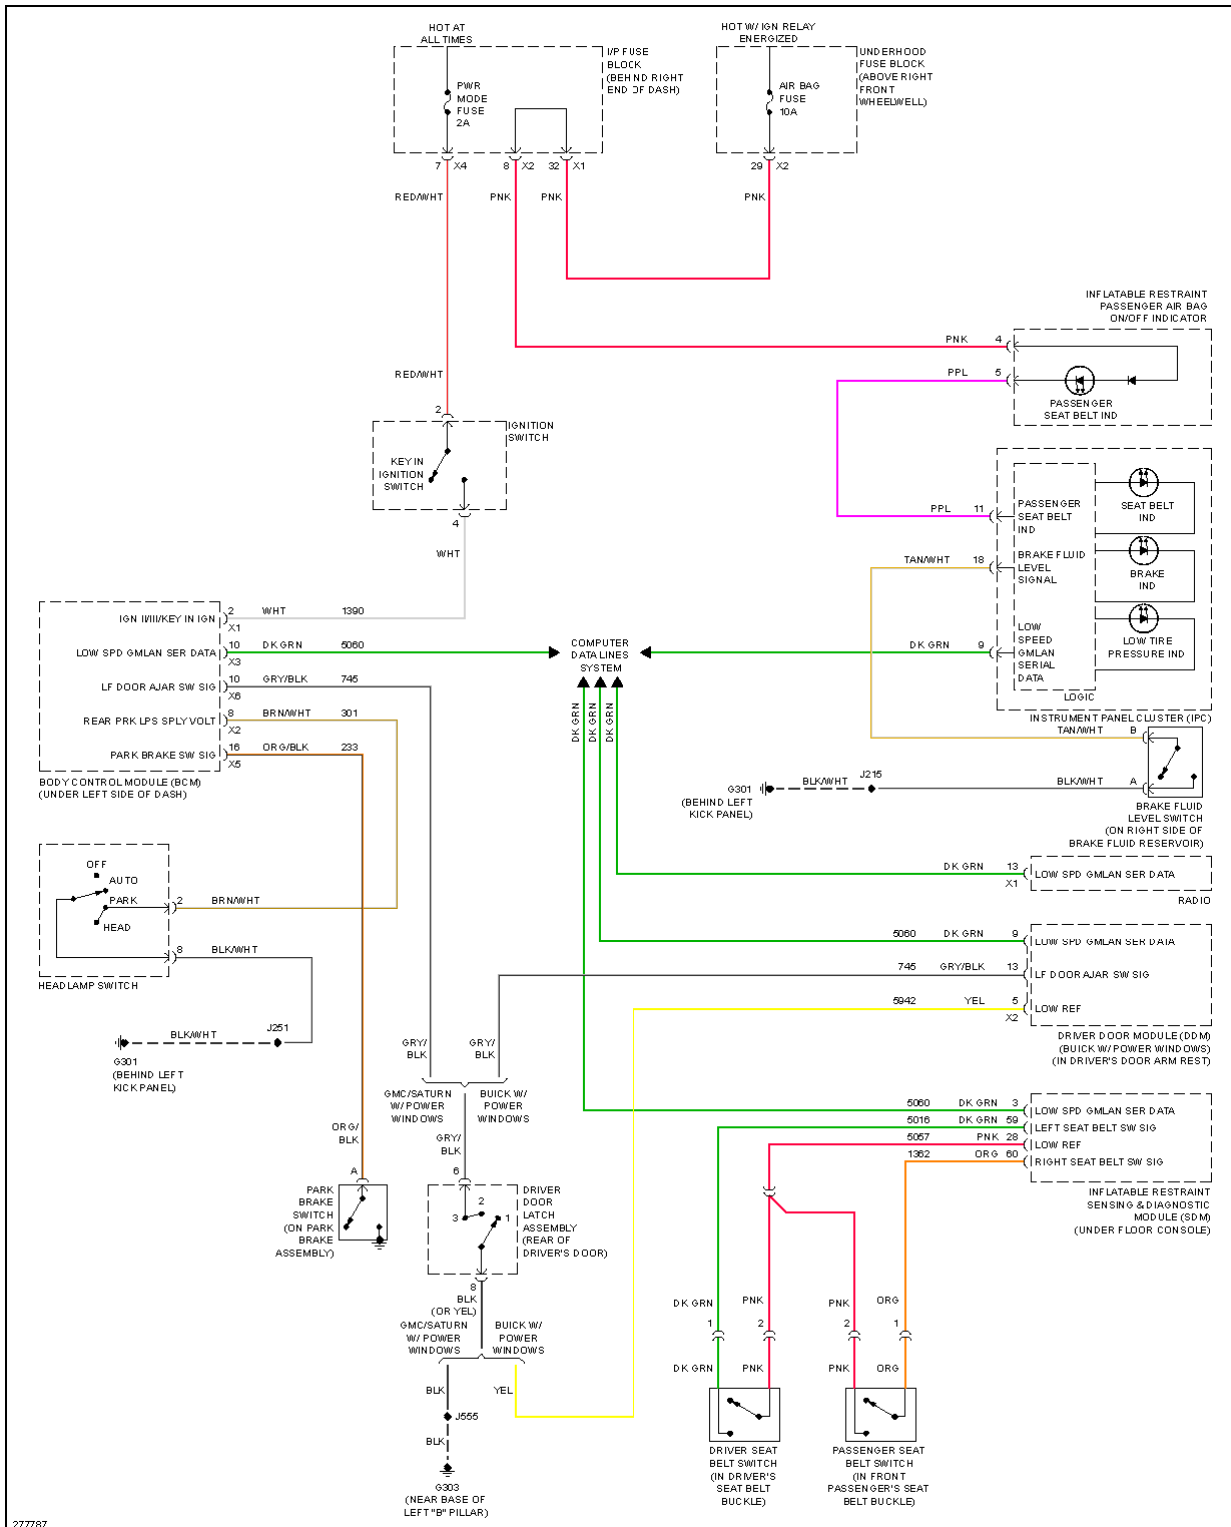 HOT AT
ALL TIMES
HOT W/ IGN RELAY
ENERGIZED
I/P FUSE
BLOCK
(BEHIND RIGHT
END OF DASH)
PWR
MODE
FUSE
2A
UNDERHOOD
FUSE BLOCK
(ABOVE RIGHT
FRONT
WHEELWELL)
AIR BAG
FUSE
10A
7 X4
8 X2
32 X1
29 X2
RED/WHT
PNK
PNK
PNK
INFLATABLE RESTRAINT
PASSENGER AIR BAG
ON/OFF INDICATOR
PNK 4
PPL 5
PASSENGER
SEAT BELT IND
RED/WHT
2
IGNITION
SWITCH
KEY IN
IGNITION
SWITCH
4
WHT
PPL 11
PASSENGER
SEAT BELT
IND
SEAT BELT
IND
TAN/WHT 18
BRAKE FLUID
LEVEL
SIGNAL
BRAKE
IND
DK GRN 9
LOW
SPEED
GMLAN
SERIAL
DATA
LOW TIRE
PRESSURE IND
LOGIC
INSTRUMENT PANEL CLUSTER (IPC)
IGN II/III/KEY IN IGN
2 WHT 1390
X1
LOW SPD GMLAN SER DATA
10 DK GRN 5060
X3
LF DOOR AJAR SW SIG
10 GRY/BLK 745
X6
REAR PRK LPS SPLY VOLT
8 BRN/WHT 301
X2
PARK BRAKE SW SIG
16 ORG/BLK 233
X5
BODY CONTROL MODULE (BCM)
(UNDER LEFT SIDE OF DASH)
COMPUTER
DATA LINES
SYSTEM
DK GRN
DK GRN
DK GRN
TAN/WHT B
BLK/WHT
J215
BLK/WHT A
G301
(BEHIND LEFT
KICK PANEL)
BRAKE FLUID
LEVEL SWITCH
(ON RIGHT SIDE OF
BRAKE FLUID RESERVOIR)
OFF
AUTO
PARK
HEAD
2 BRN/WHT
8 BLK/WHT
HEADLAMP SWITCH
BLK/WHT
J251
G301
(BEHIND LEFT
KICK PANEL)
DK GRN 13
X1
LOW SPD GMLAN SER DATA
RADIO
5060 DK GRN 9
LOW SPD GMLAN SER DATA
745 GRY/BLK 13
LF DOOR AJAR SW SIG
5942 YEL 5
X2
LOW REF
DRIVER DOOR MODULE (DDM)
(BUICK W/ POWER WINDOWS)
(IN DRIVER'S DOOR ARM REST)
GRY/
BLK
GRY/
BLK
GMC/SATURN
W/ POWER
WINDOWS
BUICK W/
POWER
WINDOWS
5060 DK GRN 3
LOW SPD GMLAN SER DATA
5016 DK GRN 59
LEFT SEAT BELT SW SIG
5057 PNK 28
LOW REF
1362 ORG 60
RIGHT SEAT BELT SW SIG
INFLATABLE RESTRAINT
SENSING & DIAGNOSTIC
MODULE (SDM)
(UNDER FLOOR CONSOLE)
ORG/
BLK
GRY/
BLK
A
PARK
BRAKE
SWITCH
(ON PARK
BRAKE
ASSEMBLY)
6
2
3
1
DRIVER
DOOR
LATCH
ASSEMBLY
(REAR OF
DRIVER'S DOOR)
8
BLK
(OR YEL)
GMC/SATURN
W/ POWER
WINDOWS
BUICK W/
POWER
WINDOWS
BLK
YEL
J555
BLK
G303
(NEAR BASE OF
LEFT "B" PILLAR)
DK GRN
PNK
PNK
ORG
1
2
2
1
DK GRN
PNK
PNK
ORG
DRIVER SEAT
BELT SWITCH
(IN DRIVER'S
SEAT BELT
BUCKLE)
PASSENGER SEAT
BELT SWITCH
(IN FRONT
PASSENGER'S SEAT
BELT BUCKLE)
277787